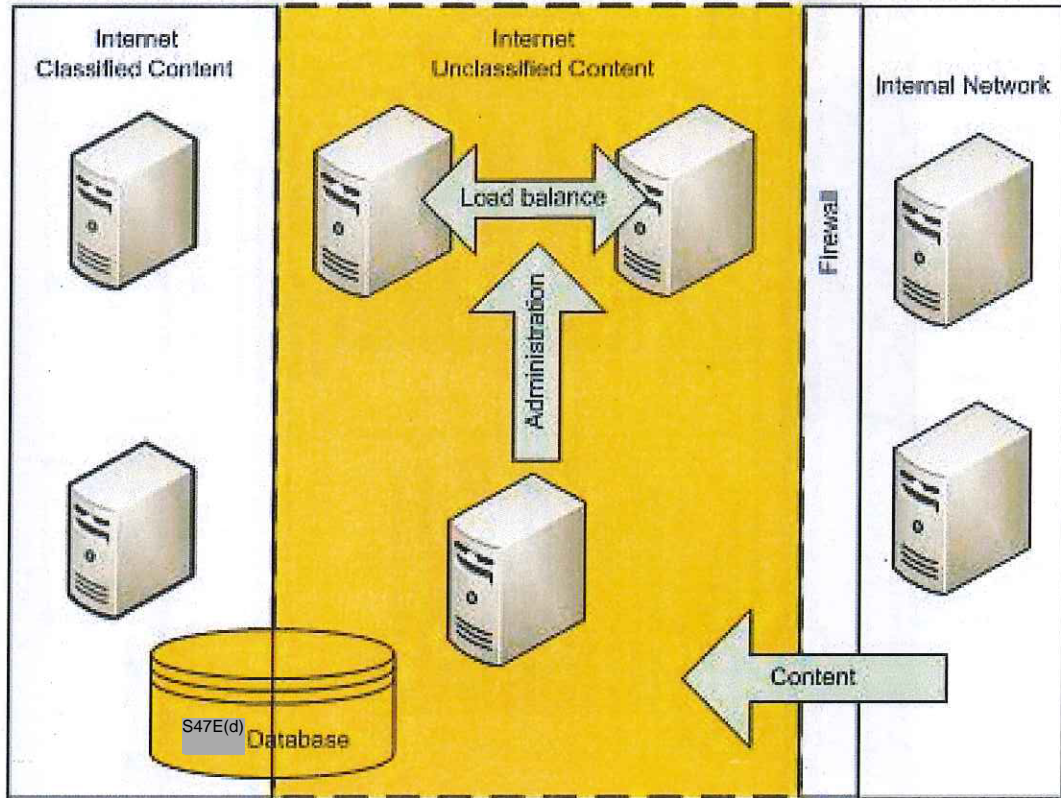 Internet
Classified Content
Internet
Unclassified Content
Internal Network
Load balance
Firewall
Administration
Content
S47E(d)
Database